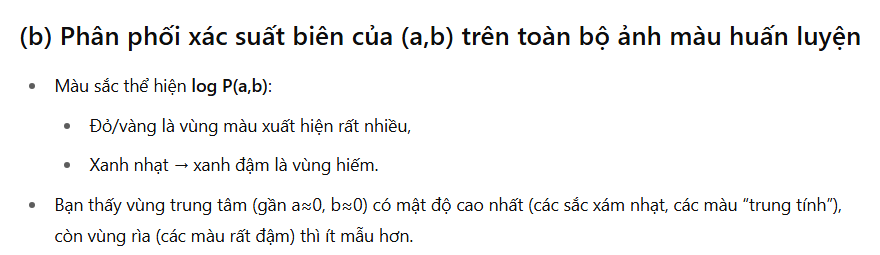 (b) Phân phối xác suất biên của (a,b) trên toàn bộ ảnh màu huấn luyện
• Màu sắc thể hiện log P(a,b):
• Đỏ/vàng là vùng màu xuất hiện rất nhiều,
• Xanh nhạt → xanh đậm là vùng hiếm.
• Bạn thấy vùng trung tâm (gần a≈0, b≈0) có mật độ cao nhất (các sắc xám nhạt, các màu “trung tính”),
còn vùng rìa (các màu rất đậm) thì ít mẫu hơn.